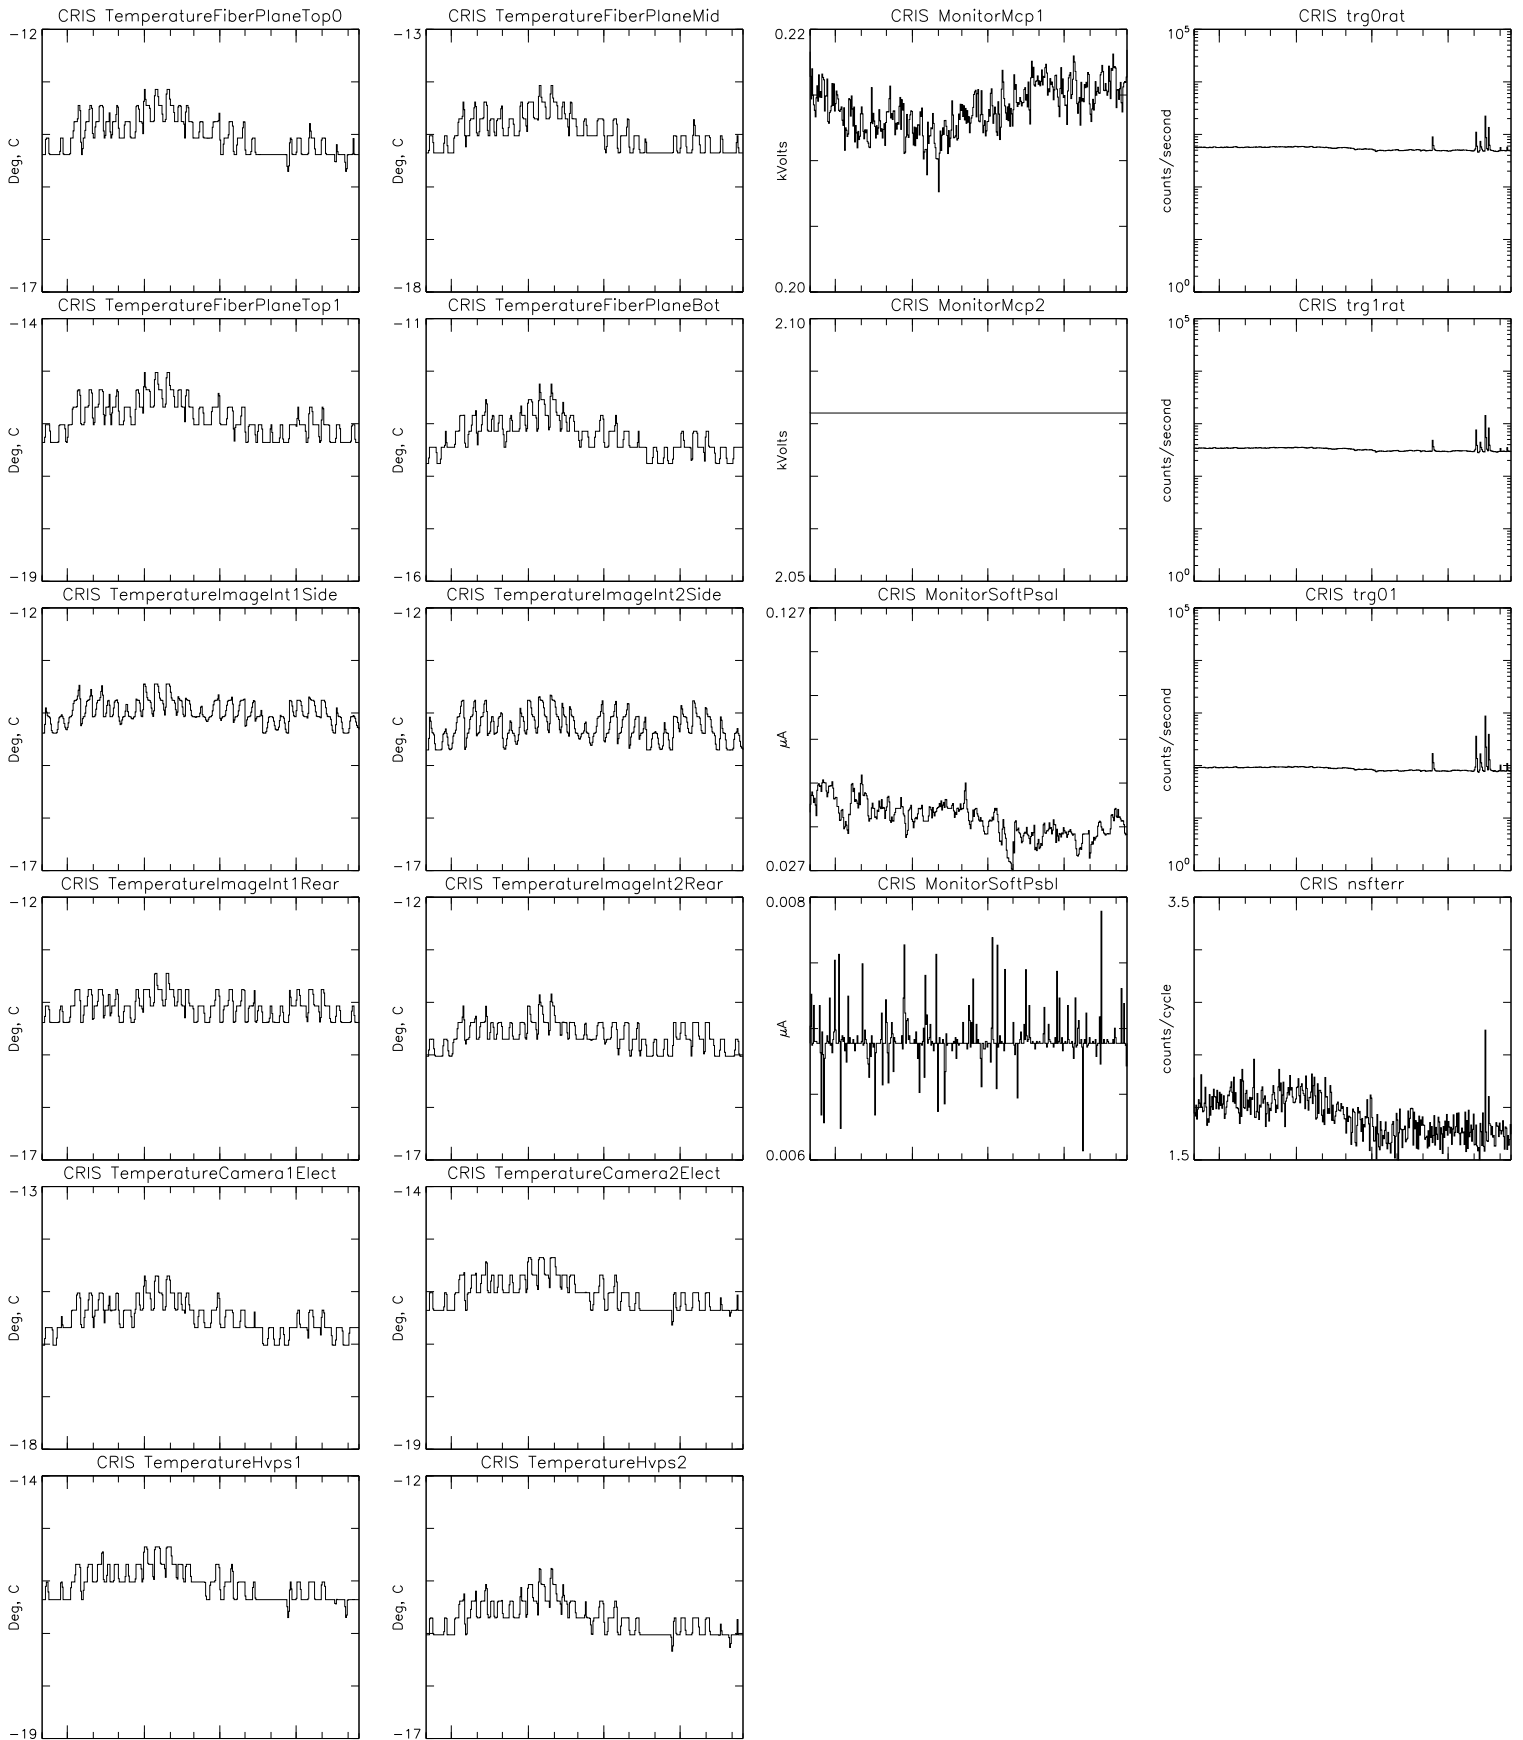 CRIS TemperatureFiberPlaneTop0
-12
Deg, C
-17
CRIS TemperatureFiberPlaneMid
-13
Deg, C
-18
CRIS MonitorMcp1
0.22
kVolts
0.20
CRIS trg0rat
10^5
counts/second
10^0
CRIS TemperatureFiberPlaneTop1
-14
Deg, C
-19
CRIS TemperatureFiberPlaneBot
-11
Deg, C
-16
CRIS MonitorMcp2
2.10
kVolts
2.05
CRIS trg1rat
10^5
counts/second
10^0
CRIS TemperatureImageInt1Side
-12
Deg, C
-17
CRIS TemperatureImageInt2Side
-12
Deg, C
-17
CRIS MonitorSoftPsaI
0.127
μA
0.027
CRIS trg01
10^5
counts/second
10^0
CRIS TemperatureImageInt1Rear
-12
Deg, C
-17
CRIS TemperatureImageInt2Rear
-12
Deg, C
-17
CRIS MonitorSoftPsbI
0.008
μA
0.006
CRIS nsfterr
3.5
counts/cycle
1.5
CRIS TemperatureCamera1Elect
-13
Deg, C
-18
CRIS TemperatureCamera2Elect
-14
Deg, C
-19
CRIS TemperatureHvps1
-14
Deg, C
-19
CRIS TemperatureHvps2
-12
Deg, C
-17